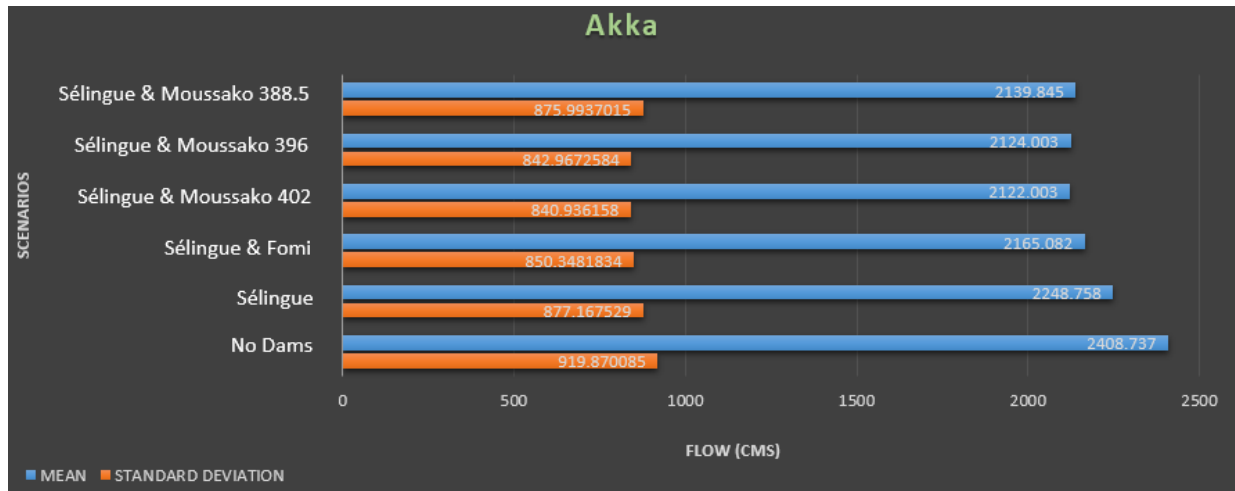 Akka
SCENARIOS
Sélingue & Moussako 388.5
2139.845
875.9937015
Sélingue & Moussako 396
2124.003
842.9672584
Sélingue & Moussako 402
2122.003
840.936158
Sélingue & Fomi
2165.082
850.3481834
Sélingue
2248.758
877.167529
No Dams
2408.737
919.870085
0 500 1000 1500 2000 2500
FLOW (CMS)
MEAN STANDARD DEVIATION